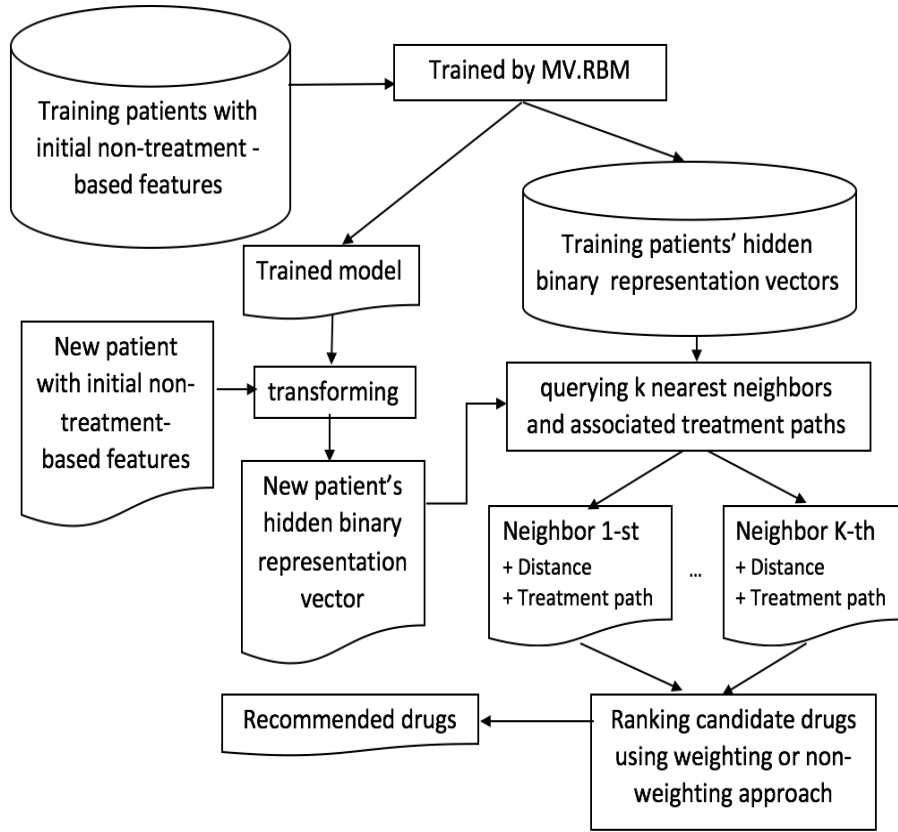 Training patients with
initial non-treatment -
based features
Trained by MV.RBM
Training patients' hidden
binary representation vectors
Trained model
New patient
with initial non-
treatment-
based features
transforming
querying k nearest neighbors
and associated treatment paths
New patient's
hidden binary
representation
vector
Neighbor 1-st
+ Distance
+ Treatment path
...
Neighbor K-th
+ Distance
+ Treatment path
Recommended drugs
Ranking candidate drugs
using weighting or non-
weighting approach